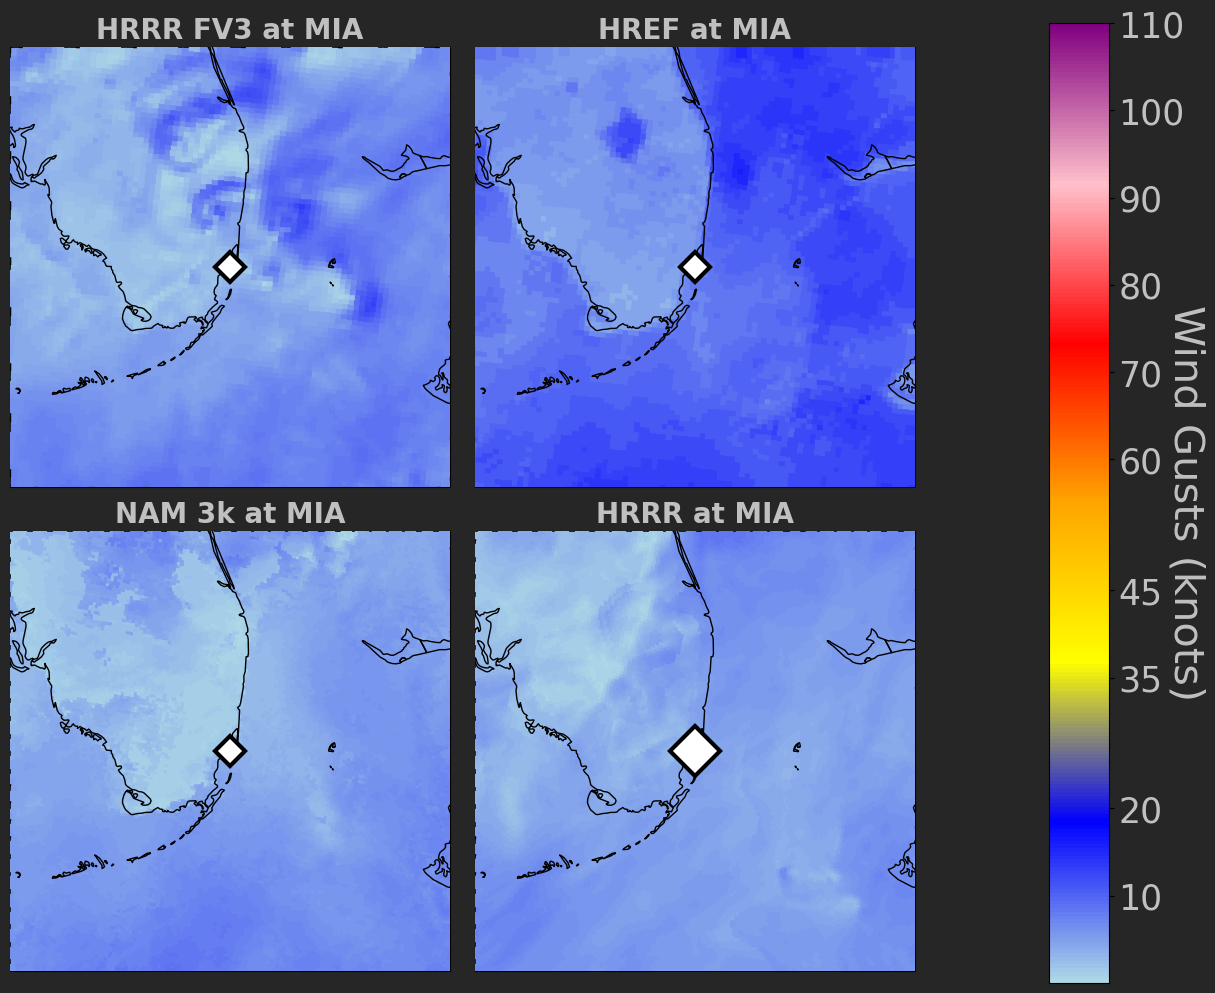 HRRR FV3 at MIA
HREF at MIA
NAM 3k at MIA
HRRR at MIA
110
100
90
80
70
60
45
35
20
10
Wind Gusts (knots)